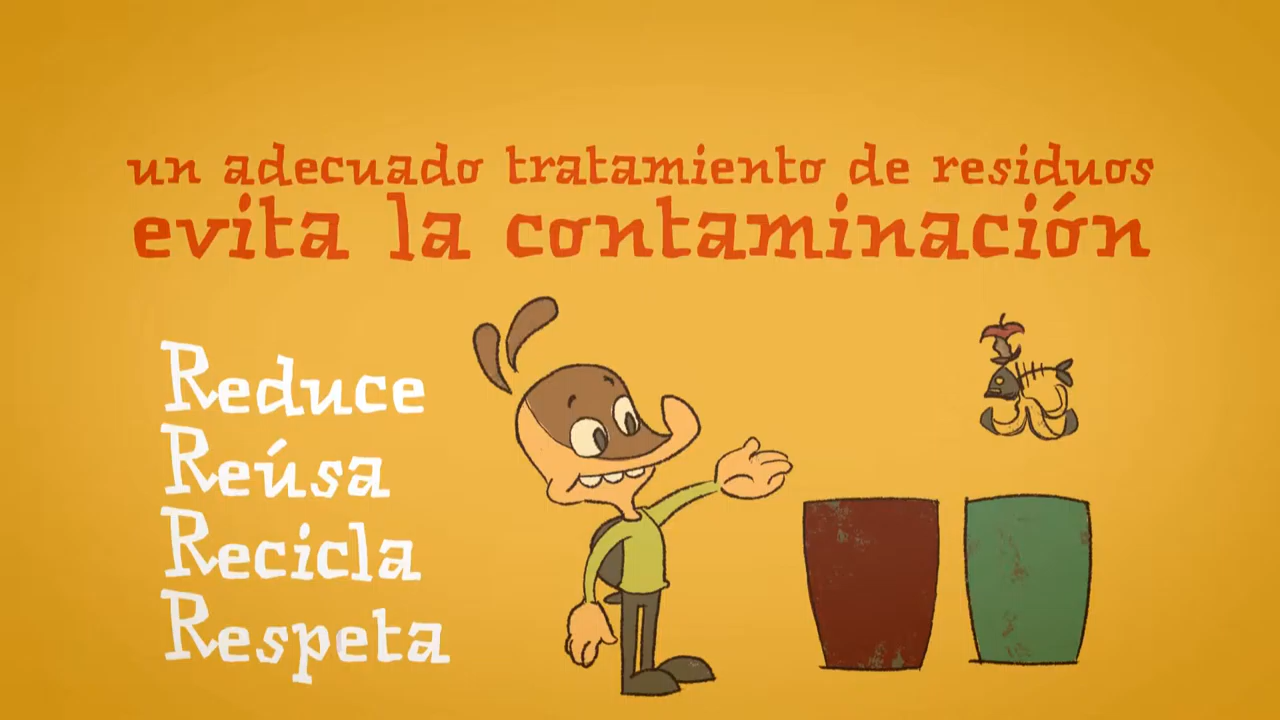 un adecuado tratamiento de residuos
evita la contaminación
Reduce
Reúsa
Recicla
Respeta